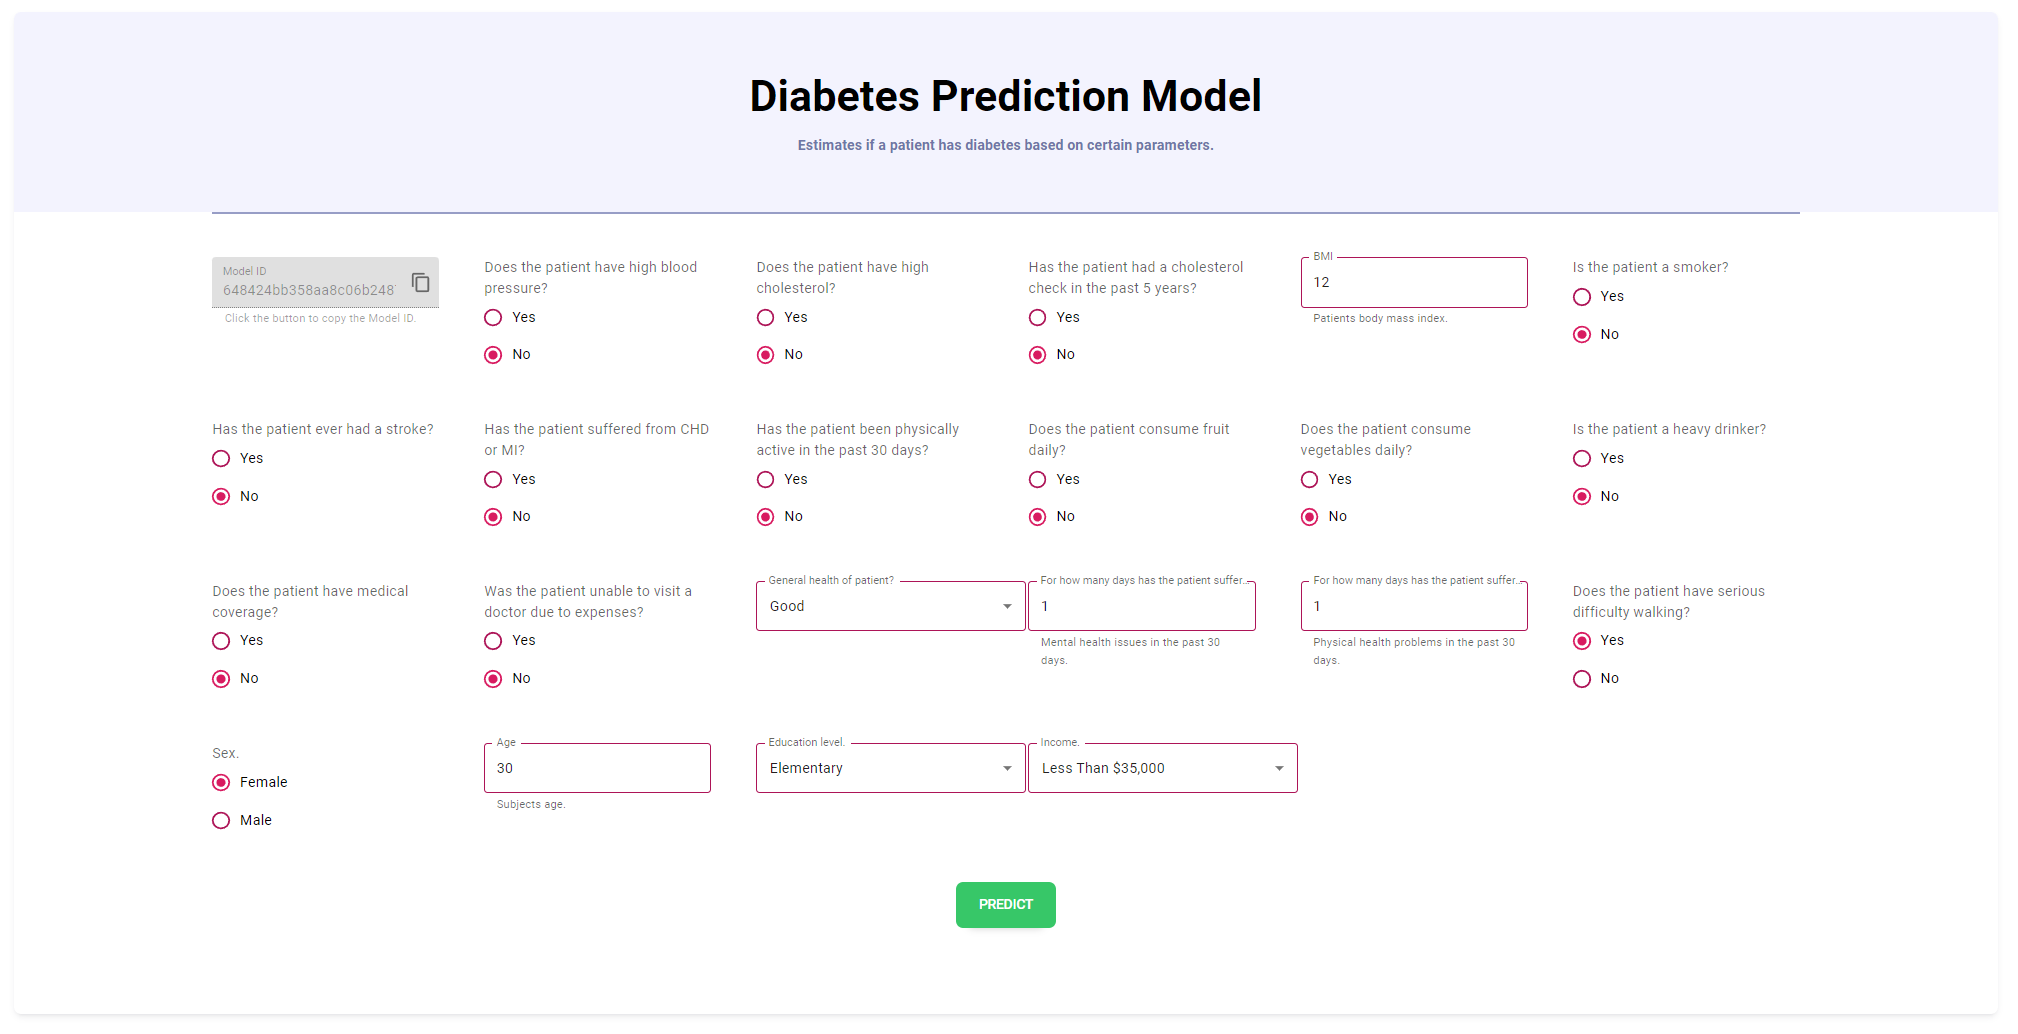 Diabetes Prediction Model
Estimates if a patient has diabetes based on certain parameters.
Model ID
648424bb358aa8c06b248
Click the button to copy the Model ID.
Does the patient have high blood
pressure?
Yes
No
Does the patient have high
cholesterol?
Yes
No
Has the patient had a cholesterol
check in the past 5 years?
Yes
No
BMI
12
Patients body mass index.
Is the patient a smoker?
Yes
No
Has the patient ever had a stroke?
Yes
No
Has the patient suffered from CHD
or MI?
Yes
No
Has the patient been physically
active in the past 30 days?
Yes
No
Does the patient consume fruit
daily?
Yes
No
Does the patient consume
vegetables daily?
Yes
No
Is the patient a heavy drinker?
Yes
No
Does the patient have medical
coverage?
Yes
No
Was the patient unable to visit a
doctor due to expenses?
Yes
No
General health of patient?
Good
For how many days has the patient suffer...
1
Mental health issues in the past 30
days.
For how many days has the patient suffer...
1
Physical health problems in the past 30
days.
Does the patient have serious
difficulty walking?
Yes
No
Sex.
Female
Male
Age
30
Subjects age.
Education level.
Elementary
Income.
Less Than $35,000
PREDICT